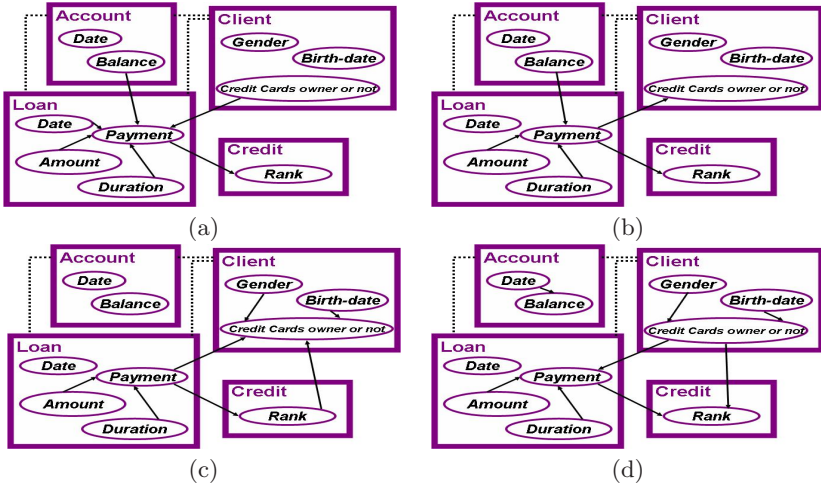 Account
Date
Balance
Client
Gender
Birth-date
Credit Cards owner or not
Loan
Date
Payment
Amount
Duration
Credit
Rank
(a)
Account
Date
Balance
Client
Gender
Birth-date
Credit Cards owner or not
Loan
Date
Payment
Amount
Duration
Credit
Rank
(b)
Account
Date
Balance
Client
Gender
Birth-date
Credit Cards owner or not
Loan
Date
Payment
Amount
Duration
Credit
Rank
(c)
Account
Date
Balance
Client
Gender
Birth-date
Credit Cards owner or not
Loan
Date
Payment
Amount
Duration
Credit
Rank
(d)